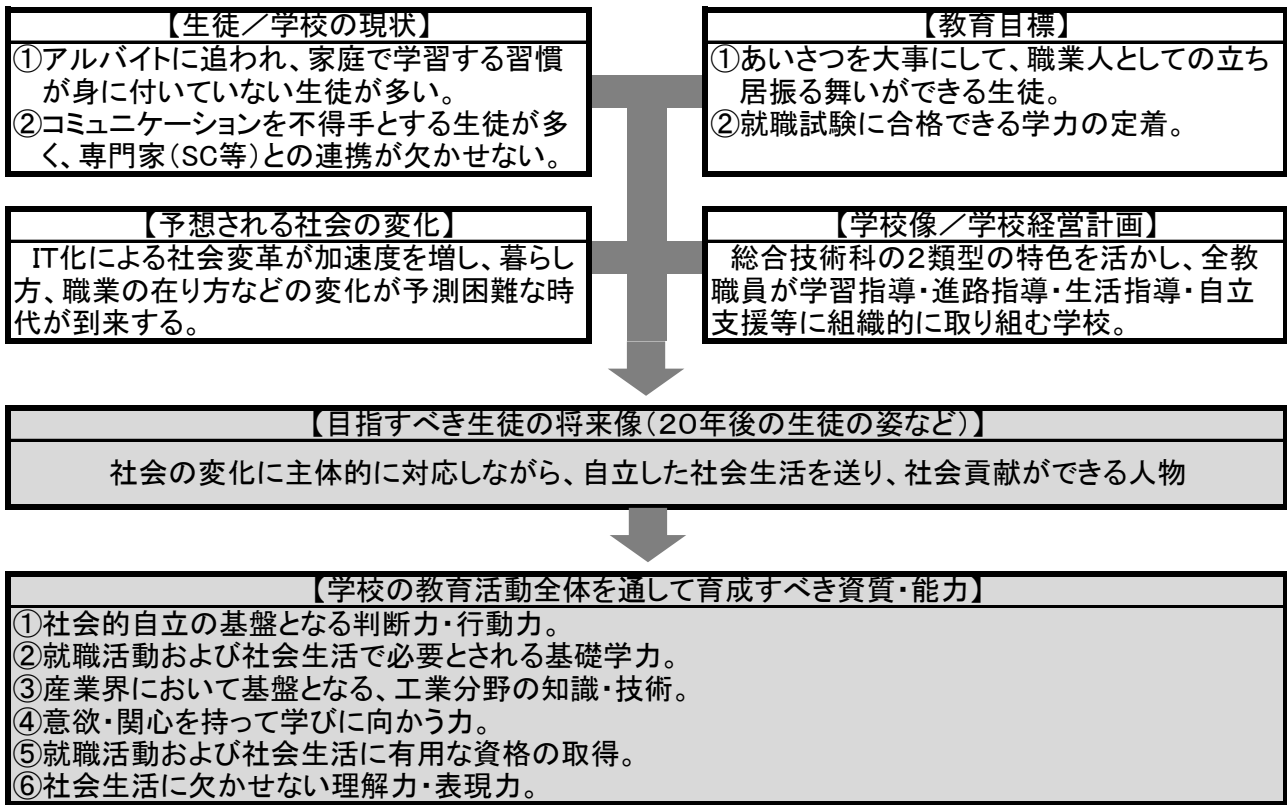 【生徒／学校の現状】
①アルバイトに追われ、家庭で学習する習慣
が身に付いていない生徒が多い。
②コミュニケーションを不得手とする生徒が多
く、専門家（SC等）との連携が欠かせない。
【教育目標】
①あいさつを大事にして、職業人としての立ち
居振る舞いができる生徒。
②就職試験に合格できる学力の定着。
【予想される社会の変化】
IT化による社会変革が加速度を増し、暮らし
方、職業の在り方などの変化が予測困難な時
代が到来する。
【学校像／学校経営計画】
総合技術科の２類型の特色を活かし、全教
職員が学習指導・進路指導・生活指導・自立
支援等に組織的に取り組む学校。
【目指すべき生徒の将来像（２０年後の生徒の姿など）】
社会の変化に主体的に対応しながら、自立した社会生活を送り、社会貢献ができる人物
【学校の教育活動全体を通して育成すべき資質・能力】
①社会的自立の基盤となる判断力・行動力。
②就職活動および社会生活で必要とされる基礎学力。
③産業界において基盤となる、工業分野の知識・技術。
④意欲・関心を持って学びに向かう力。
⑤就職活動および社会生活に有用な資格の取得。
⑥社会生活に欠かせない理解力・表現力。